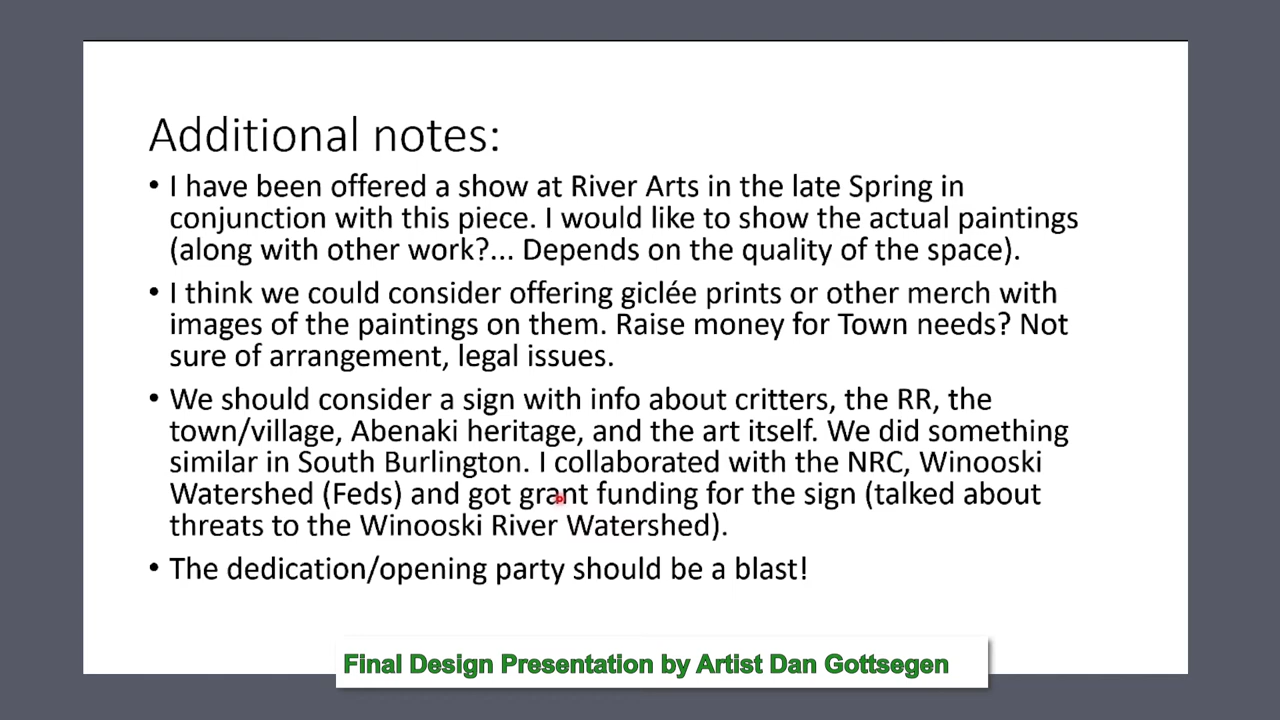 Additional notes:
• I have been offered a show at River Arts in the late Spring in
conjunction with this piece. I would like to show the actual paintings
(along with other work?... Depends on the quality of the space).
• I think we could consider offering giclée prints or other merch with
images of the paintings on them. Raise money for Town needs? Not
sure of arrangement, legal issues.
• We should consider a sign with info about critters, the RR, the
town/village, Abenaki heritage, and the art itself. We did something
similar in South Burlington. I collaborated with the NRC, Winooski
Watershed (Feds) and got grant funding for the sign (talked about
threats to the Winooski River Watershed).
• The dedication/opening party should be a blast!
Final Design Presentation by Artist Dan Gottsegen